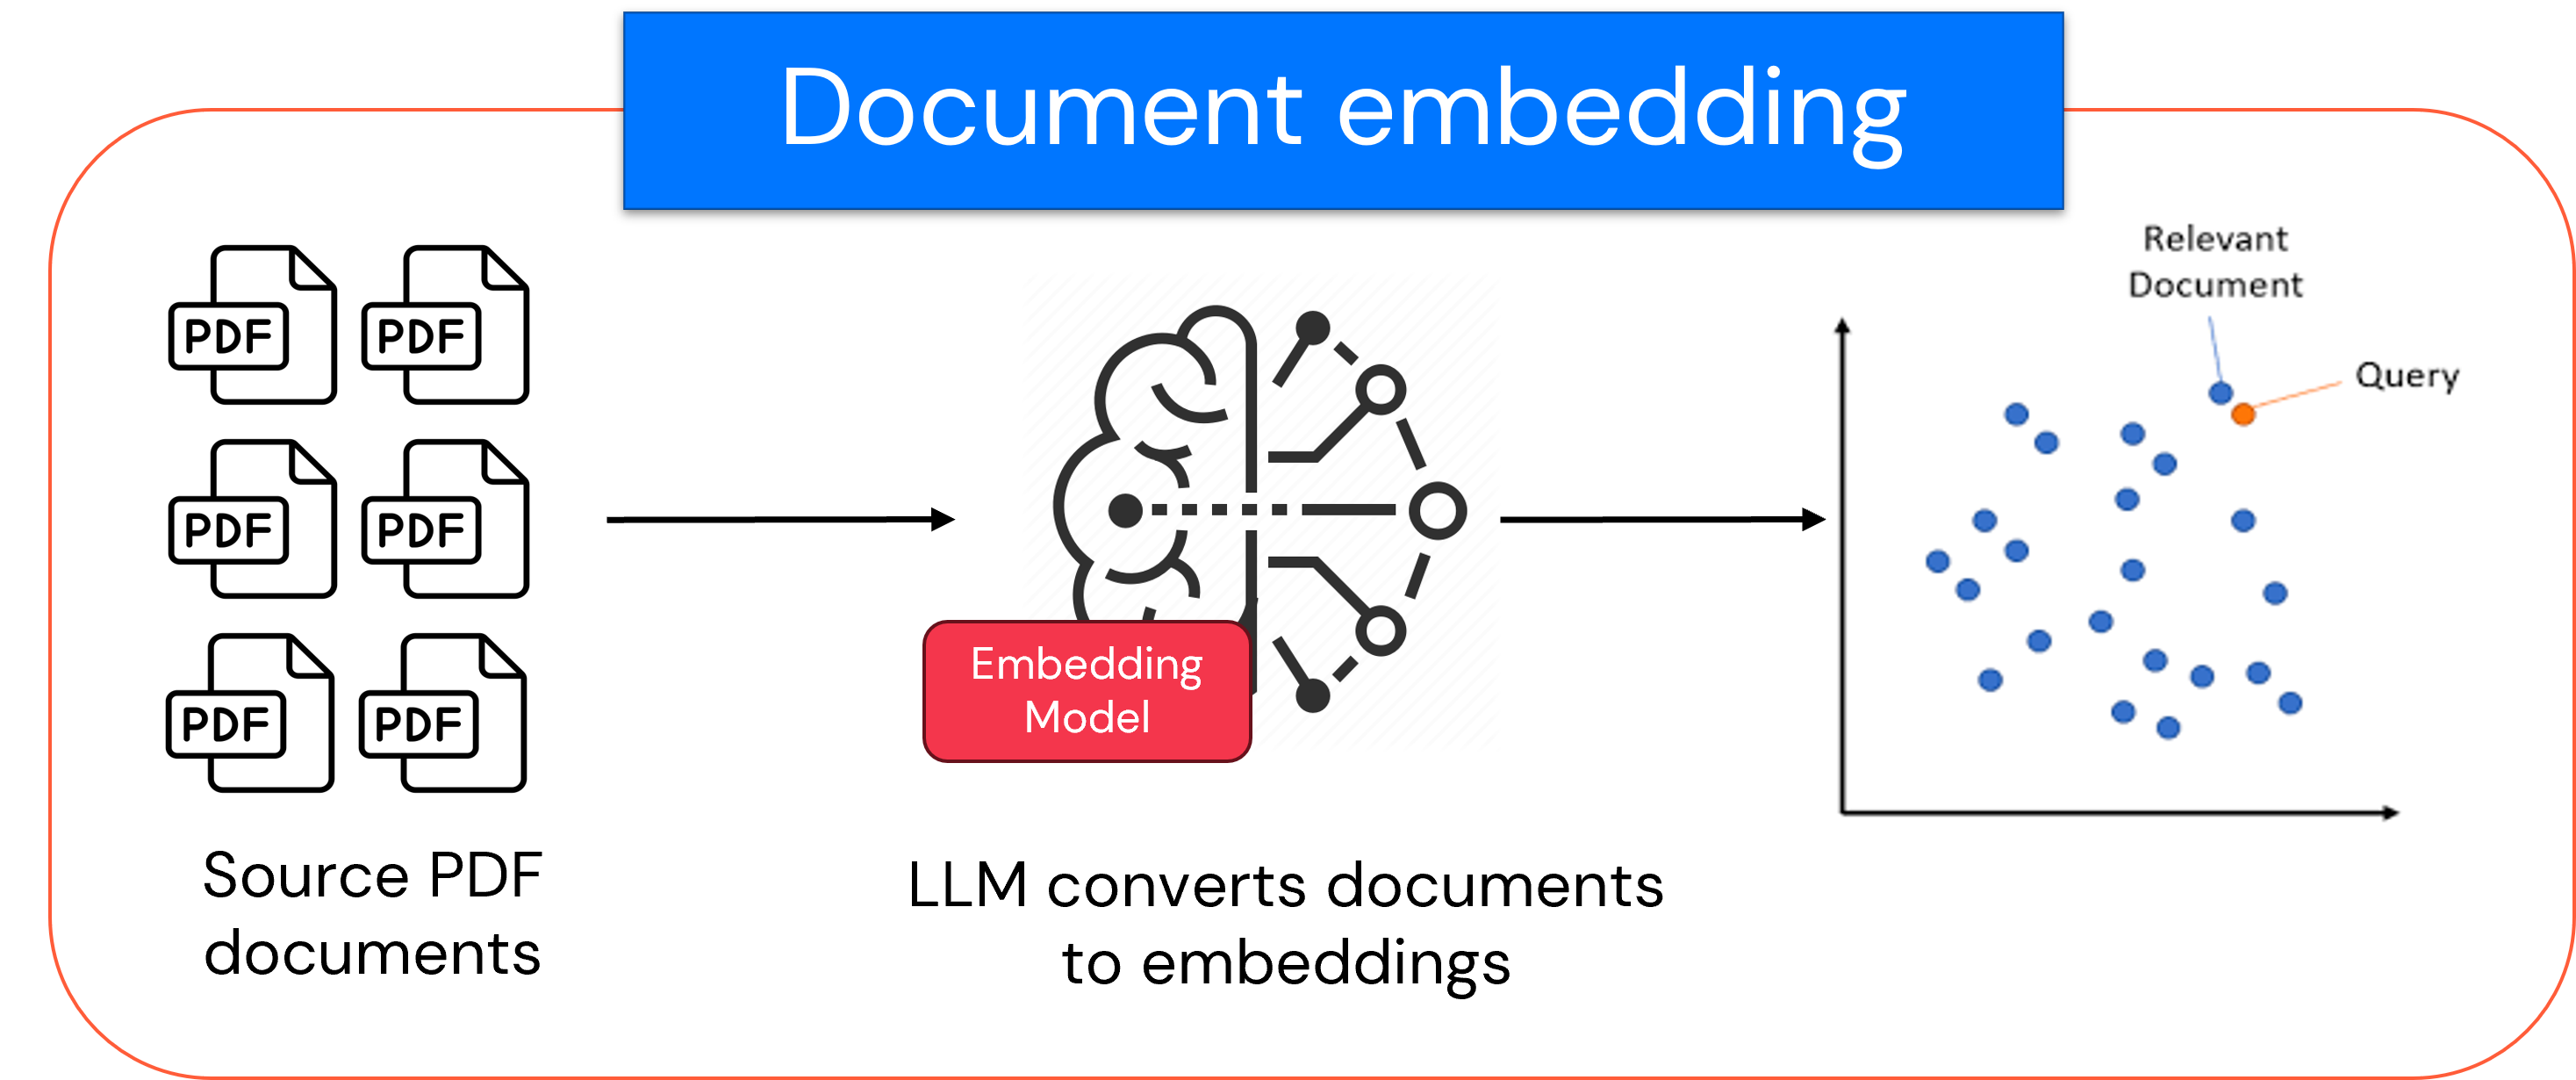 Document embedding
PDF
PDF
PDF
PDF
PDF
PDF
Source PDF
documents
Embedding
Model
LLM converts documents
to embeddings
Relevant
Document
Query